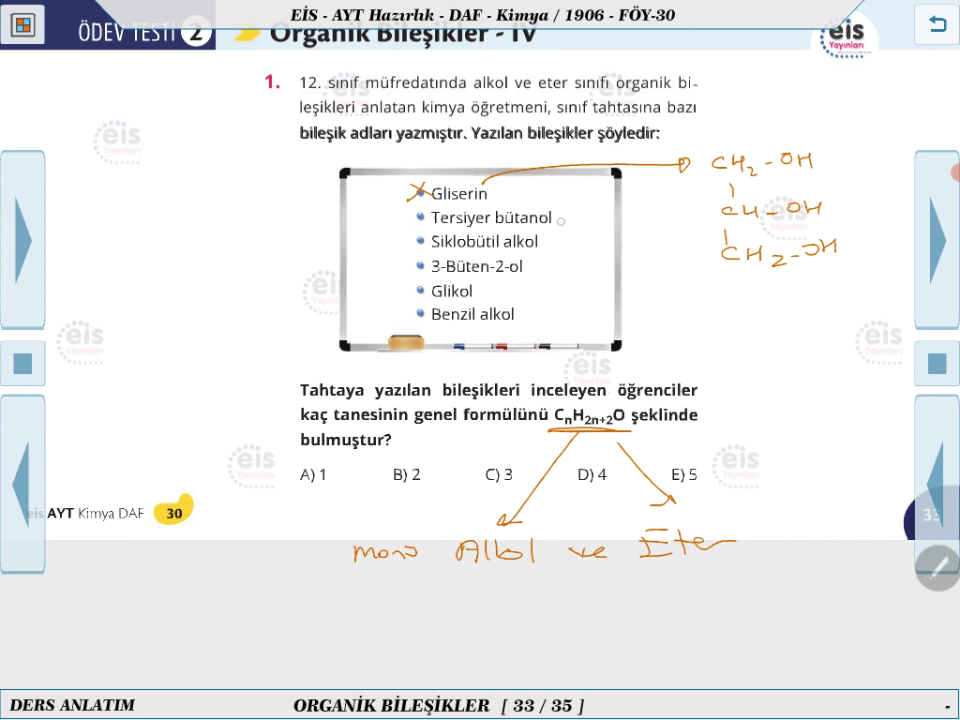 EİS - AYT Hazırlık - DAF - Kimya / 1906 - FÖY-30
ÖDEV TESTİ 2 Organik Bileşikler - IV
eis
Yayınları
1. 12. sınıf müfredatında alkol ve eter sınıfı organik bi-
leşikleri anlatan kimya öğretmeni, sınıf tahtasına bazı
bileşik adları yazmıştır. Yazılan bileşikler şöyledir:
Gliserin
Tersiyer bütanol
Siklobütil alkol
3-Büten-2-ol
Glikol
Benzil alkol
CH2-OH
CH-OH
CH2-OH
Tahtaya yazılan bileşikleri inceleyen öğrenciler
kaç tanesinin genel formülünü CnH2n+2O şeklinde
bulmuştur?
A) 1 B) 2 C) 3 D) 4 E) 5
eis AYT Kimya DAF 30
33
mono Alkol ve Eter
DERS ANLATIM ORGANİK BİLEŞİKLER [ 33 / 35 ] -